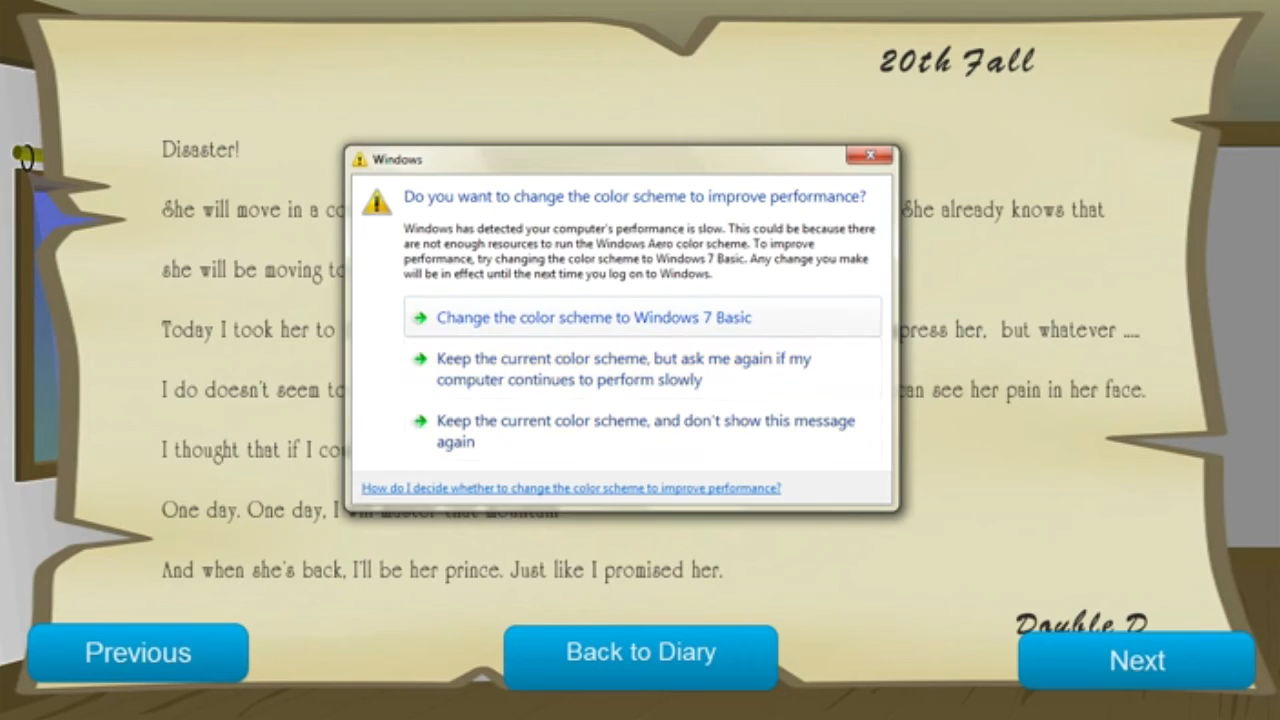 20th Fall
Disaster!
Windows
Do you want to change the color scheme to improve performance?
She will move in a
She already knows that
Windows has detected your computer's performance is slow. This could be because there
are not enough resources to run the Windows Aero color scheme. To improve
performance, try changing the color scheme to Windows 7 Basic. Any change you make
will be in effect until the next time you log on to Windows.
she will be moving to
Change the color scheme to Windows 7 Basic
Today I took her to
her, but whatever ....
Keep the current color scheme, but ask me again if my
computer continues to perform slowly
I do doesn't seem to
can see her pain in her face.
Keep the current color scheme, and don't show this message
again
I thought that if I
How do I decide whether to change the color scheme to improve performance?
One day. One day, I will master that mountain
And when she's back, I'll be her prince. Just like I promised her.
Double D
Previous
Back to Diary
Next